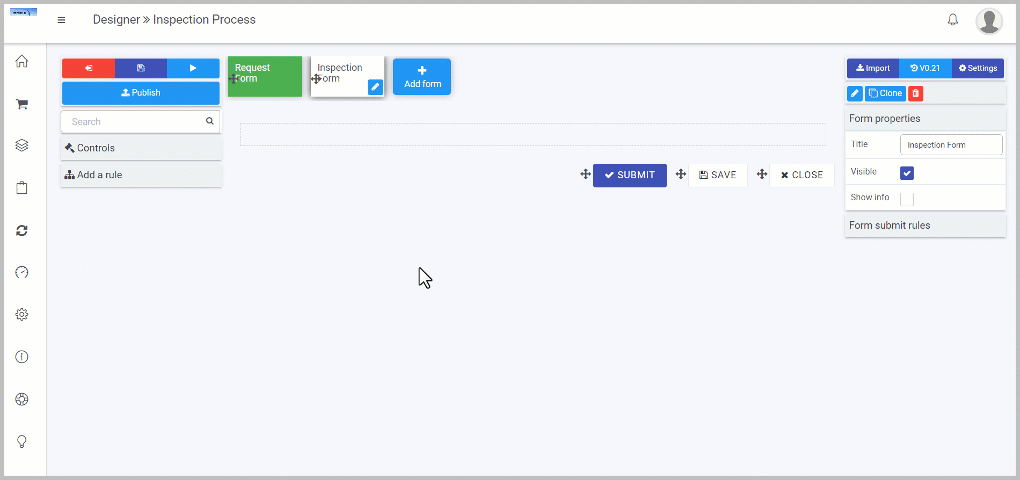 Designer » Inspection Process
Publish
Search
Controls
Add a rule
Request
Form
Inspection
Form
Add form
SUBMIT
SAVE
CLOSE
Import
V0.21
Settings
Clone
Form properties
Title
Inspection Form
Visible
Show info
Form submit rules